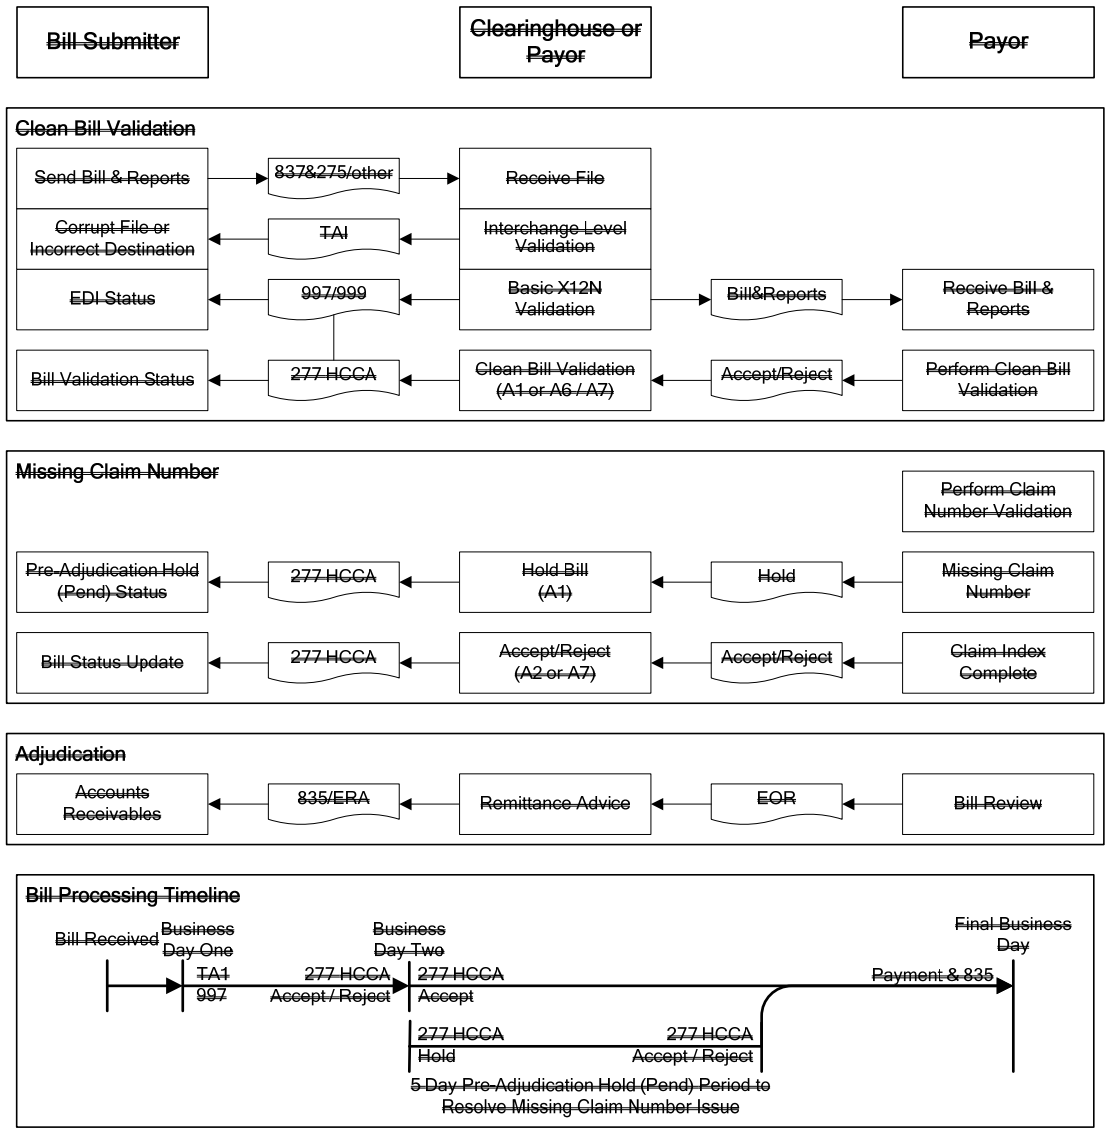 Bill Submitter
Clearinghouse or
Payor
Payor
Clean Bill Validation
Send Bill & Reports
837&275/other
Receive File
Corrupt File or
Incorrect Destination
TAI
Interchange Level
Validation
EDI Status
997/999
Basic X12N
Validation
Bill&Reports
Receive Bill &
Reports
Bill Validation Status
277 HCCA
Clean Bill Validation
(A1 or A6 / A7)
Accept/Reject
Perform Clean Bill
Validation
Missing Claim Number
Perform Claim
Number Validation
Pre-Adjudication Hold
(Pend) Status
277 HCCA
Hold Bill
(A1)
Hold
Missing Claim
Number
Bill Status Update
277 HCCA
Accept/Reject
(A2 or A7)
Accept/Reject
Claim Index
Complete
Adjudication
Accounts
Receivables
835/ERA
Remittance Advice
EOR
Bill Review
Bill Processing Timeline
Bill Received
Business
Day One
Business
Day Two
Final Business
Day
TA1
997
277 HCCA
Accept / Reject
277 HCCA
Accept
Payment & 835
277 HCCA
Hold
277 HCCA
Accept / Reject
5 Day Pre-Adjudication Hold (Pend) Period to
Resolve Missing Claim Number Issue